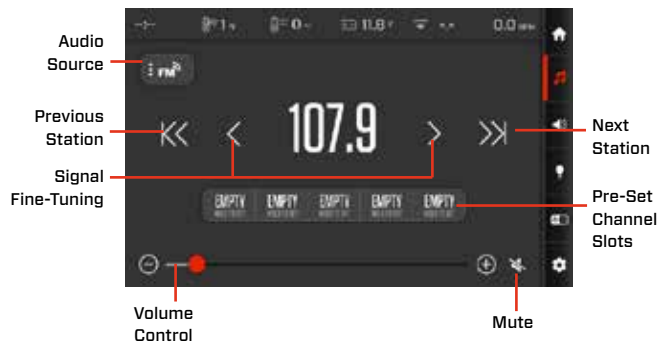 Audio
Source
Previous
Station
Signal
Fine-Tuning
11.8 v
0.0
FM
107.9
EMPTY EMPTY EMPTY EMPTY EMPTY
Next
Station
Pre-Set
Channel
Slots
Volume
Control
Mute